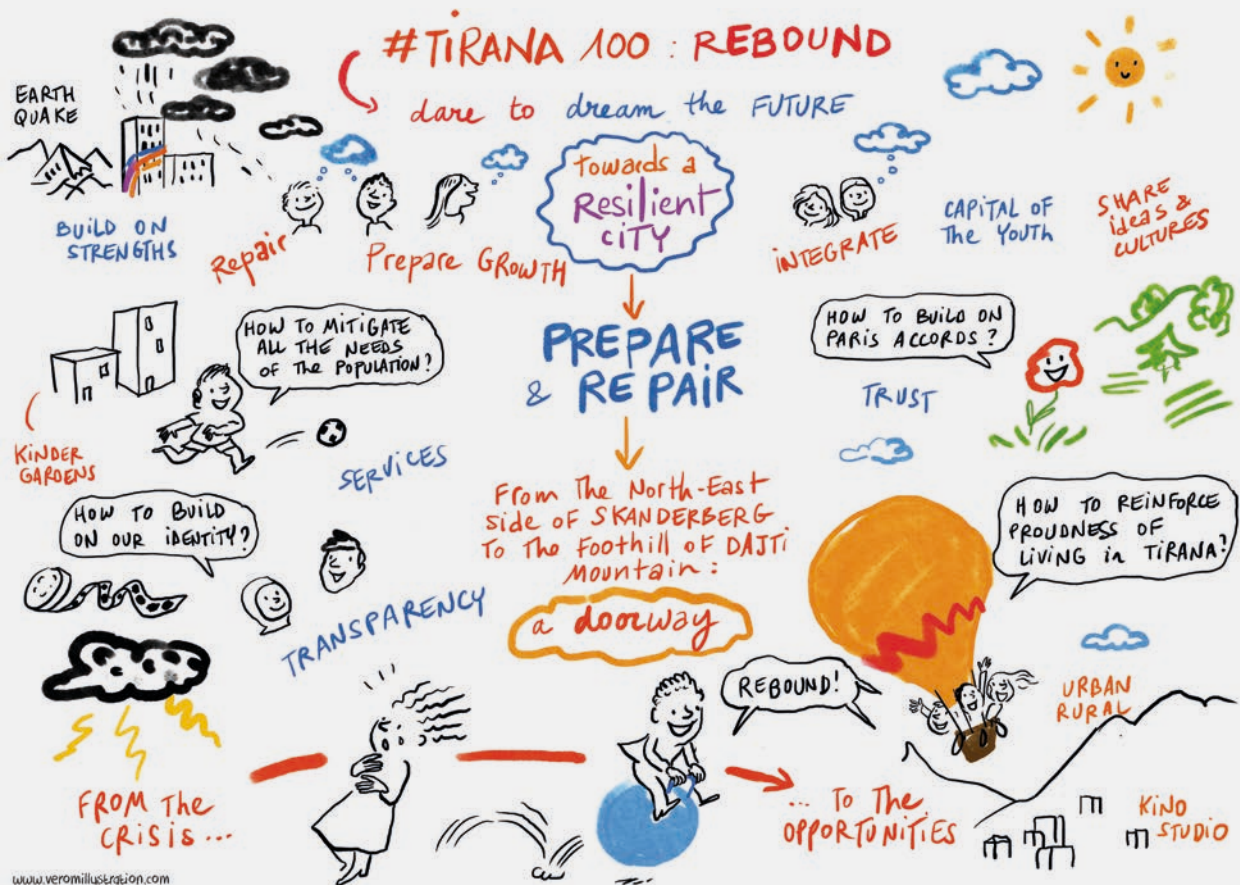 #TIRANA 100 : REBOUND
dare to dream the FUTURE
EARTH
QUAKE
BUILD ON
STRENGTHS
Repair
Prepare GROWTH
towards a
Resilient
CITY
INTEGRATE
CAPITAL OF
The YOUTH
SHARE
ideas &
CULTURES
HOW TO MITIGATE
ALL THE NEEDS
of The POPULATION?
KINDER
GARDENS
SERVICES
PREPARE
& REPAIR
HOW TO BUILD ON
PARIS ACCORDS?
TRUST
HOW TO BUILD
ON OUR IDENTITY?
TRANSPARENCY
From The North-East
side of SKANDERBERG
To The Foothill OF DAJTI
Mountain:
a doorway
HOW TO REINFORCE
PROUDNESS OF
LIVING in TIRANA?
REBOUND!
URBAN
RURAL
FROM The
CRISIS ...
... To The
OPPORTUNITIES
KINO
STUDIO
www.veromillustration.com